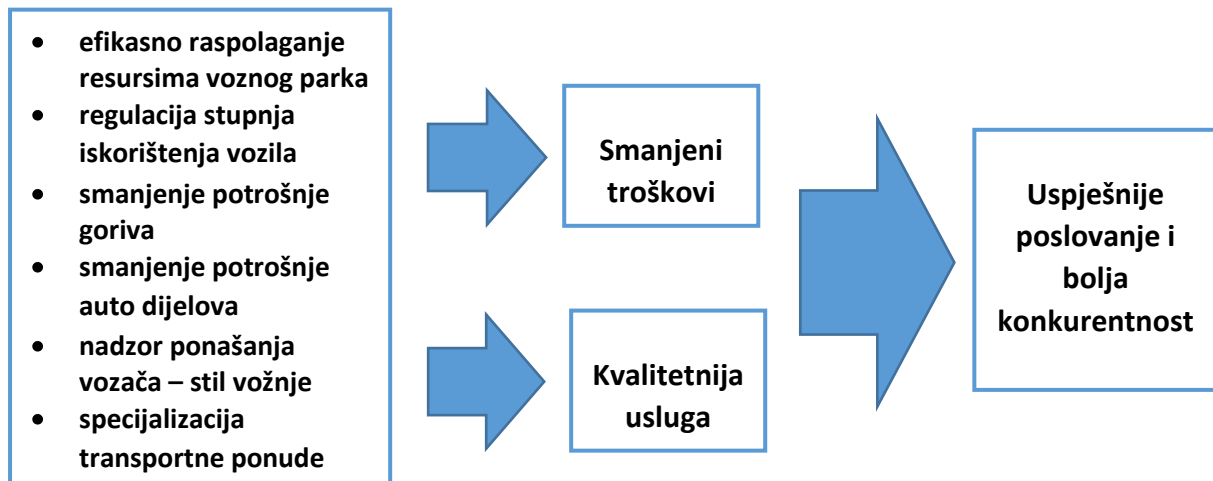 • efikasno raspolaganje
resursima voznog parka
• regulacija stupnja
iskorištenja vozila
• smanjenje potrošnje
goriva
• smanjenje potrošnje
auto dijelova
• nadzor ponašanja
vozača – stil vožnje
• specijalizacija
transportne ponude
Smanjeni
troškovi
Kvalitetnija
usluga
Uspješnije
poslovanje i
bolja
konkurentnost